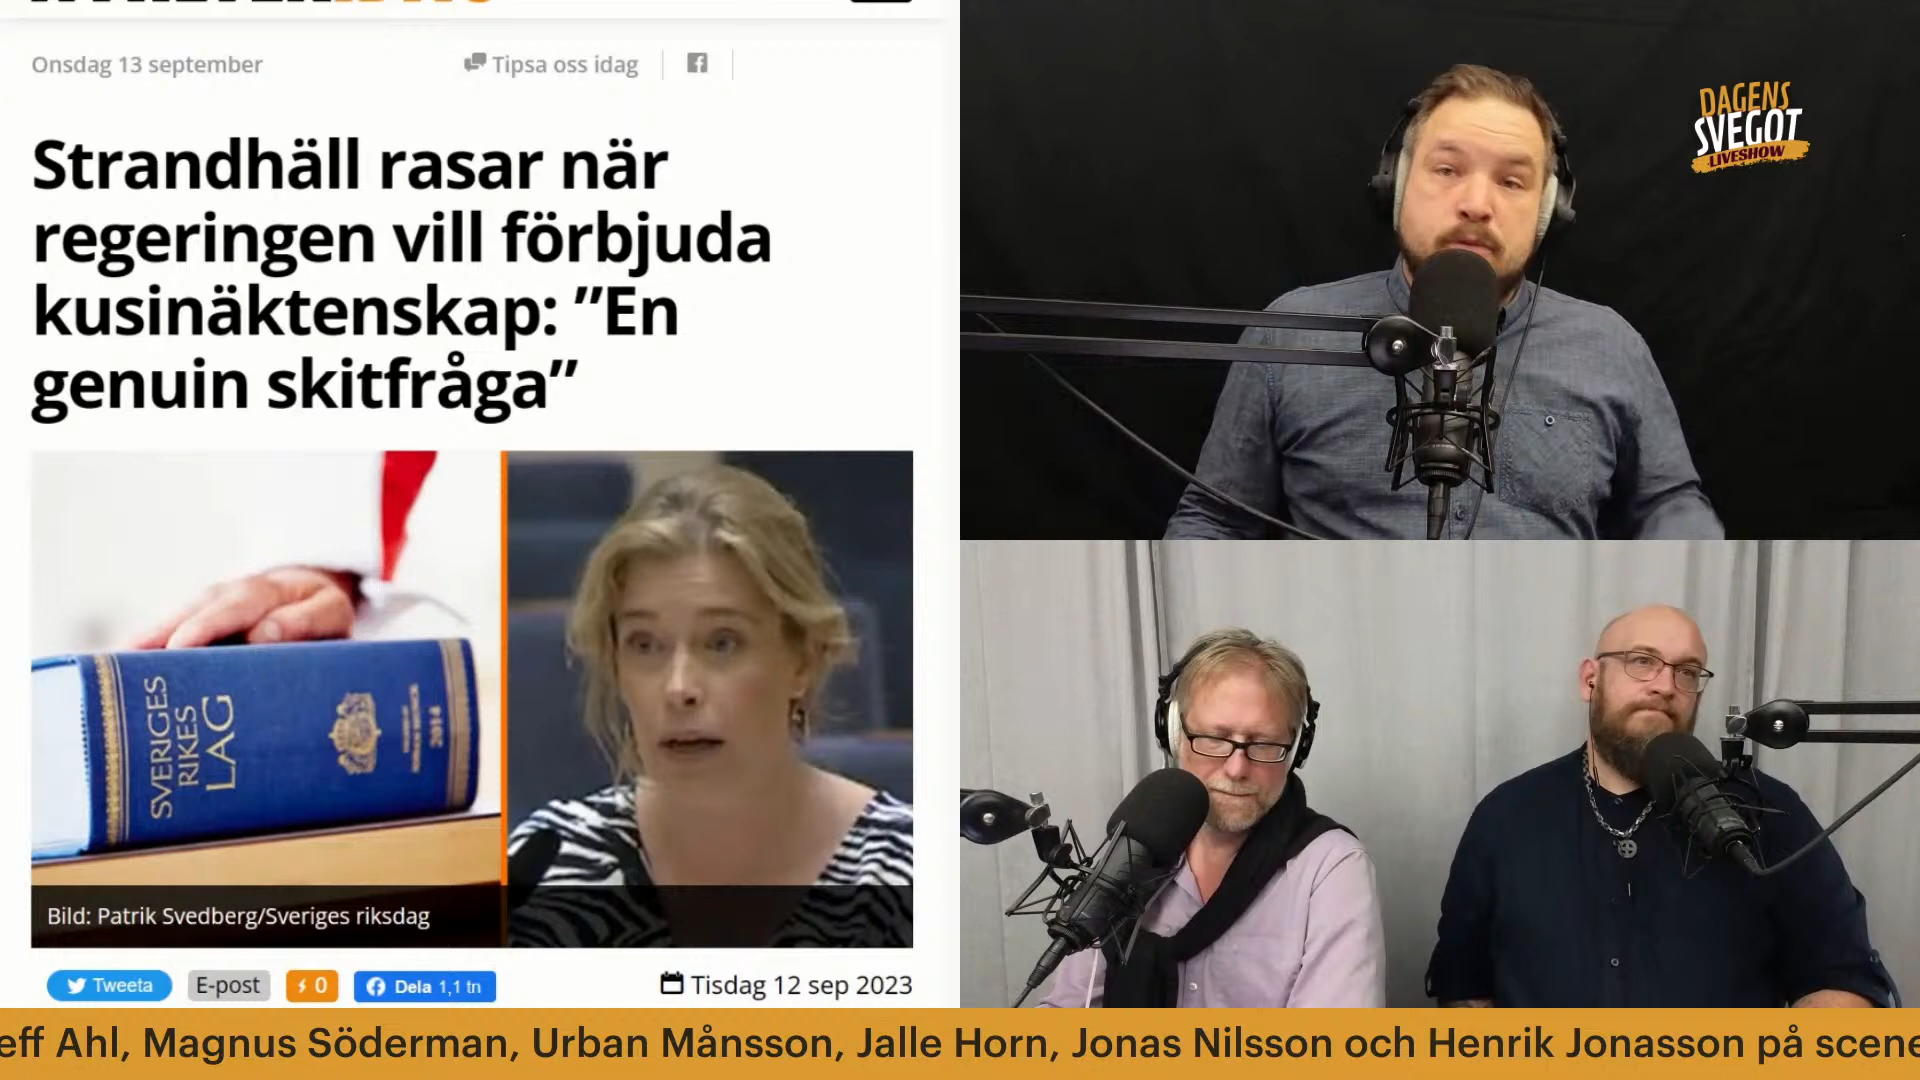 Onsdag 13 september
Tipsa oss idag
Strandhäll rasar när
regeringen vill förbjuda
kusinäktenskap: ”En
genuin skitfråga”
SVERIGES
RIKES
LAG
2014
Bild: Patrik Svedberg/Sveriges riksdag
Tweeta
E-post
0
Dela 1,1 tn
Tisdag 12 sep 2023
DAGENS
SVEGOT
LIVESHOW
eff Ahl, Magnus Söderman, Urban Månsson, Jalle Horn, Jonas Nilsson och Henrik Jonasson på scene